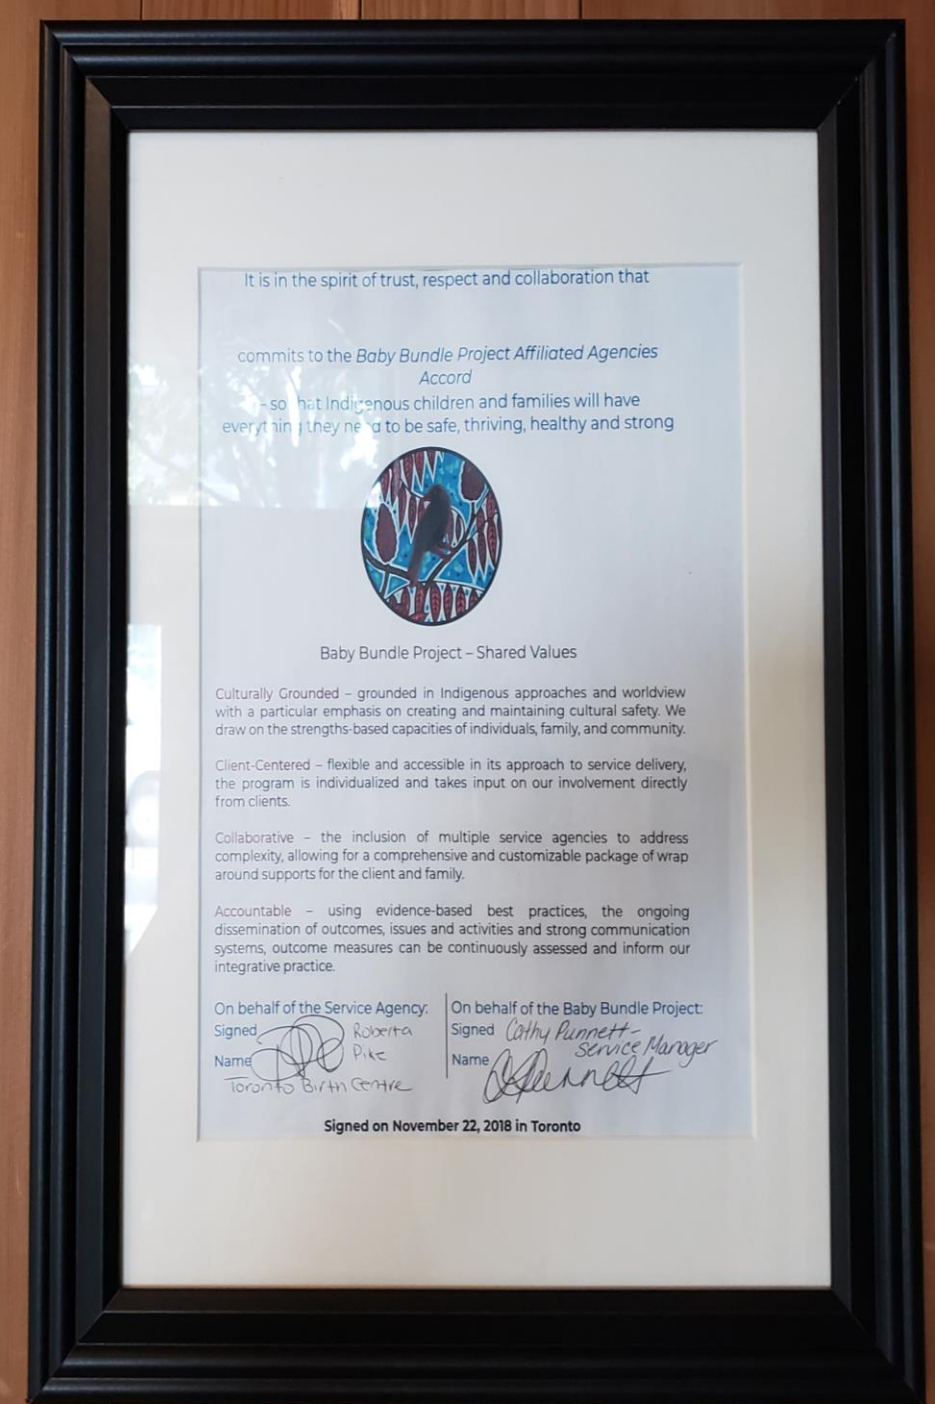 It is in the spirit of trust, respect and collaboration that
commits to the Baby Bundle Project Affiliated Agencies
Accord
- so that Indigenous children and families will have
everything they need to be safe, thriving, healthy and strong
Baby Bundle Project – Shared Values
Culturally Grounded – grounded in Indigenous approaches and worldview
with a particular emphasis on creating and maintaining cultural safety. We
draw on the strengths-based capacities of individuals, family, and community.
Client-Centered – flexible and accessible in its approach to service delivery,
the program is individualized and takes input on our involvement directly
from clients.
Collaborative – the inclusion of multiple service agencies to address
complexity, allowing for a comprehensive and customizable package of wrap
around supports for the client and family.
Accountable – using evidence-based best practices, the ongoing
dissemination of outcomes, issues and activities and strong communication
systems, outcome measures can be continuously assessed and inform our
integrative practice.
On behalf of the Service Agency:
Signed Roberta
Name Pike
Toronto Birth Centre
On behalf of the Baby Bundle Project:
Signed Cathy Punnett-
Service Manager
Name CPunnett
Signed on November 22, 2018 in Toronto